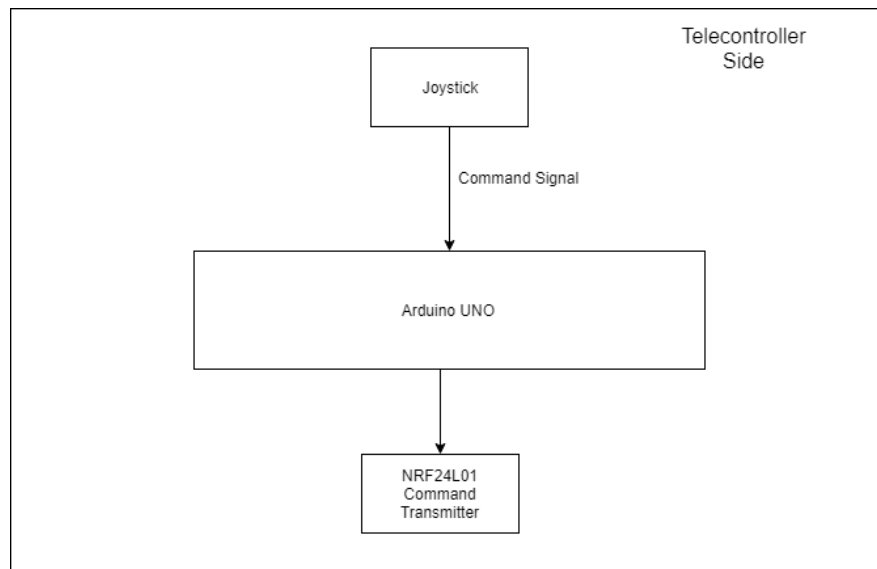 Telecontroller
Side
Joystick
Command Signal
Arduino UNO
NRF24L01
Command
Transmitter